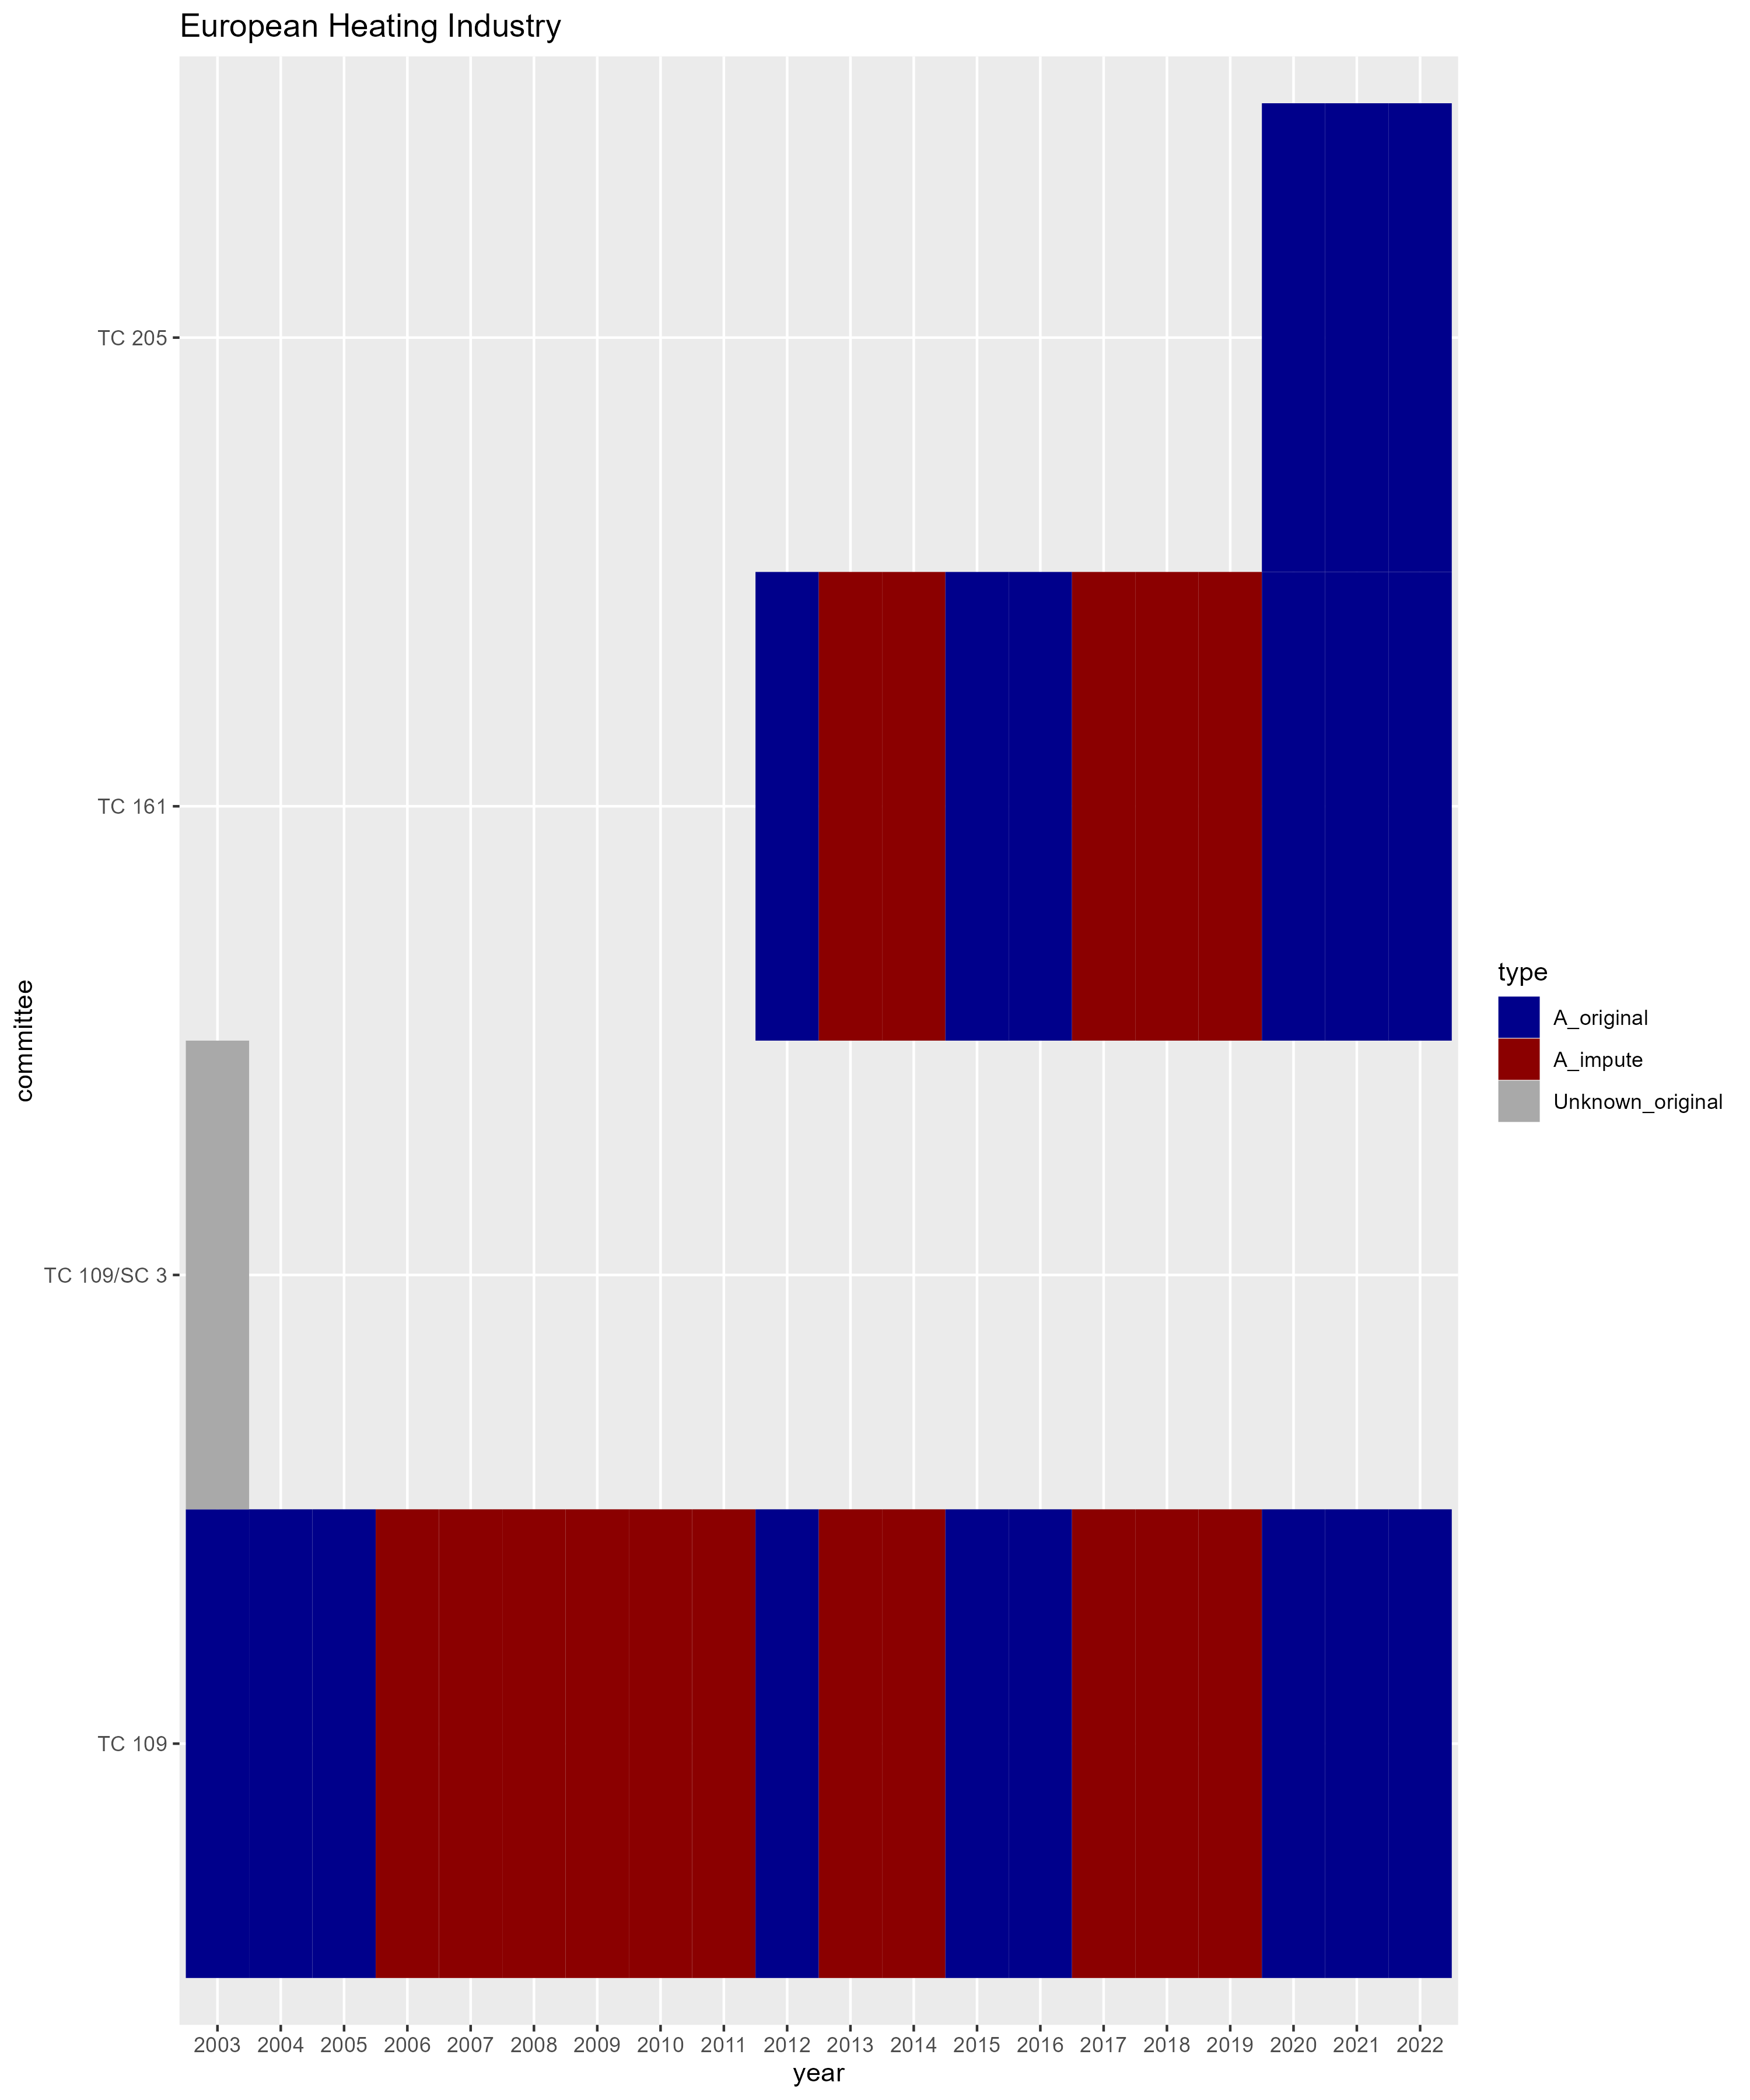 European Heating Industry
committee
TC 205
TC 161
TC 109/SC 3
TC 109
2003 2004 2005 2006 2007 2008 2009 2010 2011 2012 2013 2014 2015 2016 2017 2018 2019 2020 2021 2022
year
type
A_original
A_impute
Unknown_original